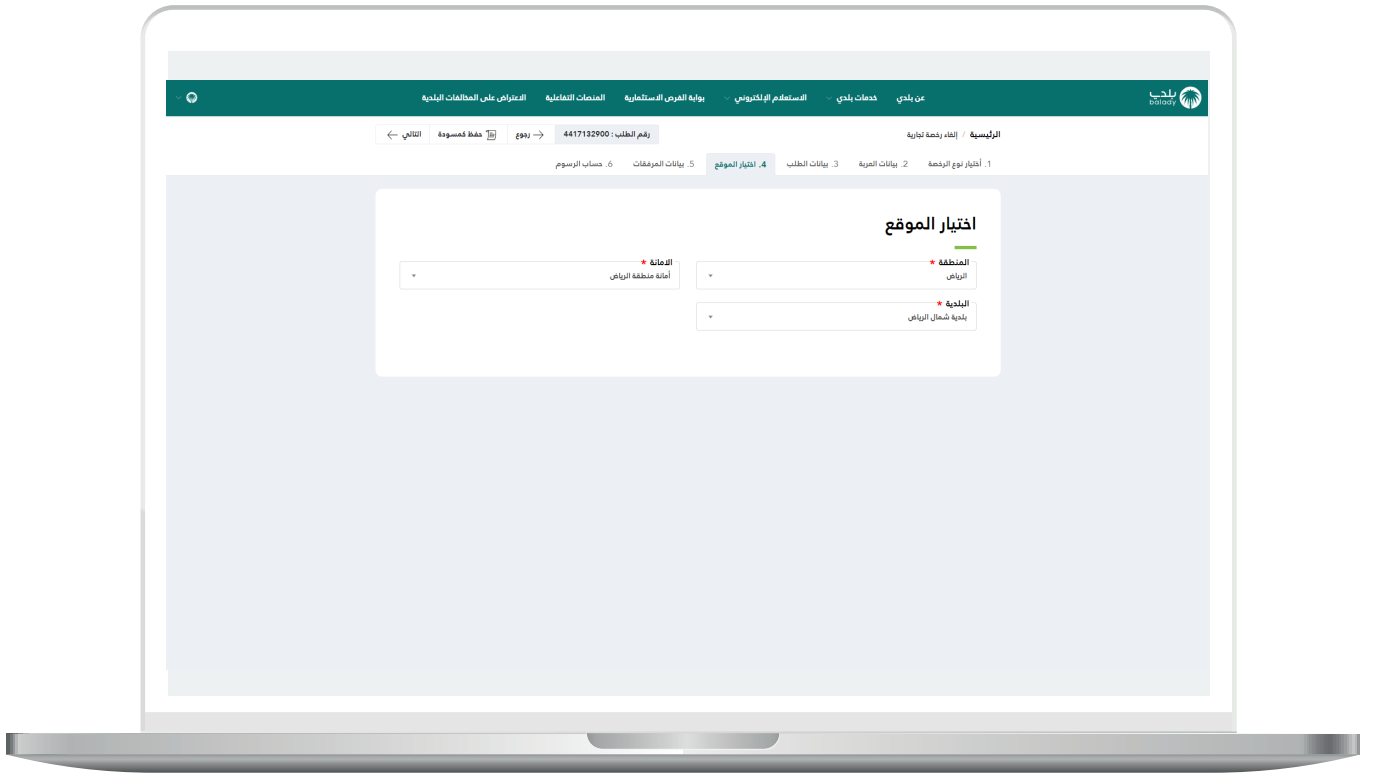 بلدي
balady
عن بلدي
خدمات بلدي
الاستعلام الإلكتروني
بوابة الفرص الاستثمارية
المنصات التفاعلية
الاعتراض على المخالفات البلدية
الرئيسية / إلغاء رخصة تجارية
رقم الطلب : 4417132900
رجوع
حفظ كمسودة
التالي
1. أختيار نوع الرخصة
2. بيانات العربة
3. بيانات الطلب
4. اختيار الموقع
5. بيانات المرفقات
6. حساب الرسوم
اختيار الموقع
المنطقة *
الرياض
الامانة *
أمانة منطقة الرياض
البلدية *
بلدية شمال الرياض